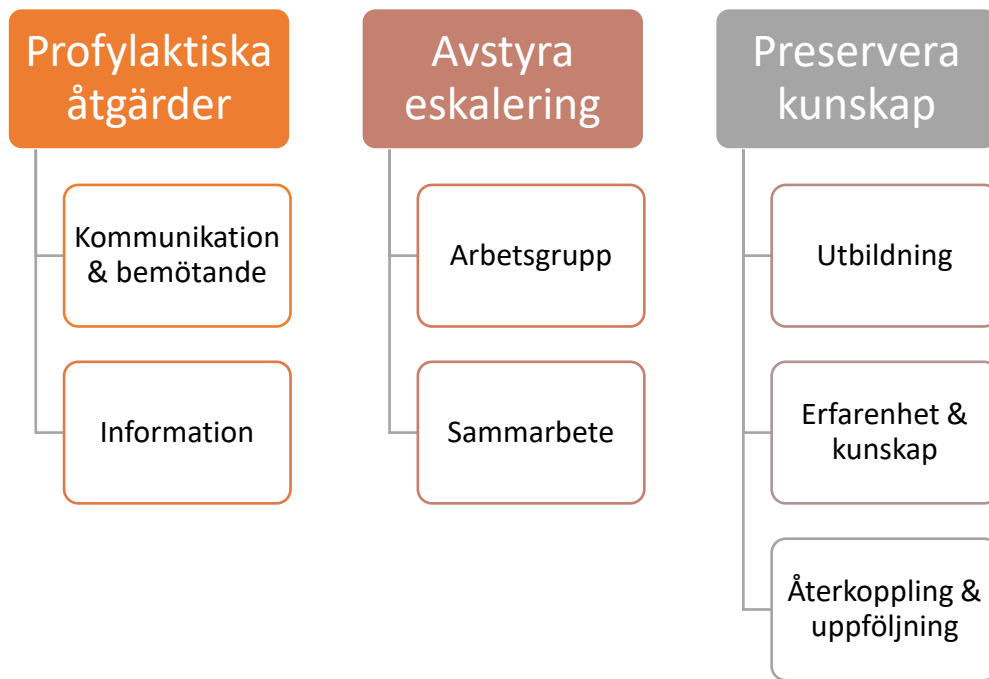 Profylaktiska
åtgärder
Kommunikation
& bemötande
Information
Avstyra
eskalering
Arbetsgrupp
Sammarbete
Preservera
kunskap
Utbildning
Erfarenhet &
kunskap
Återkoppling &
uppföljning